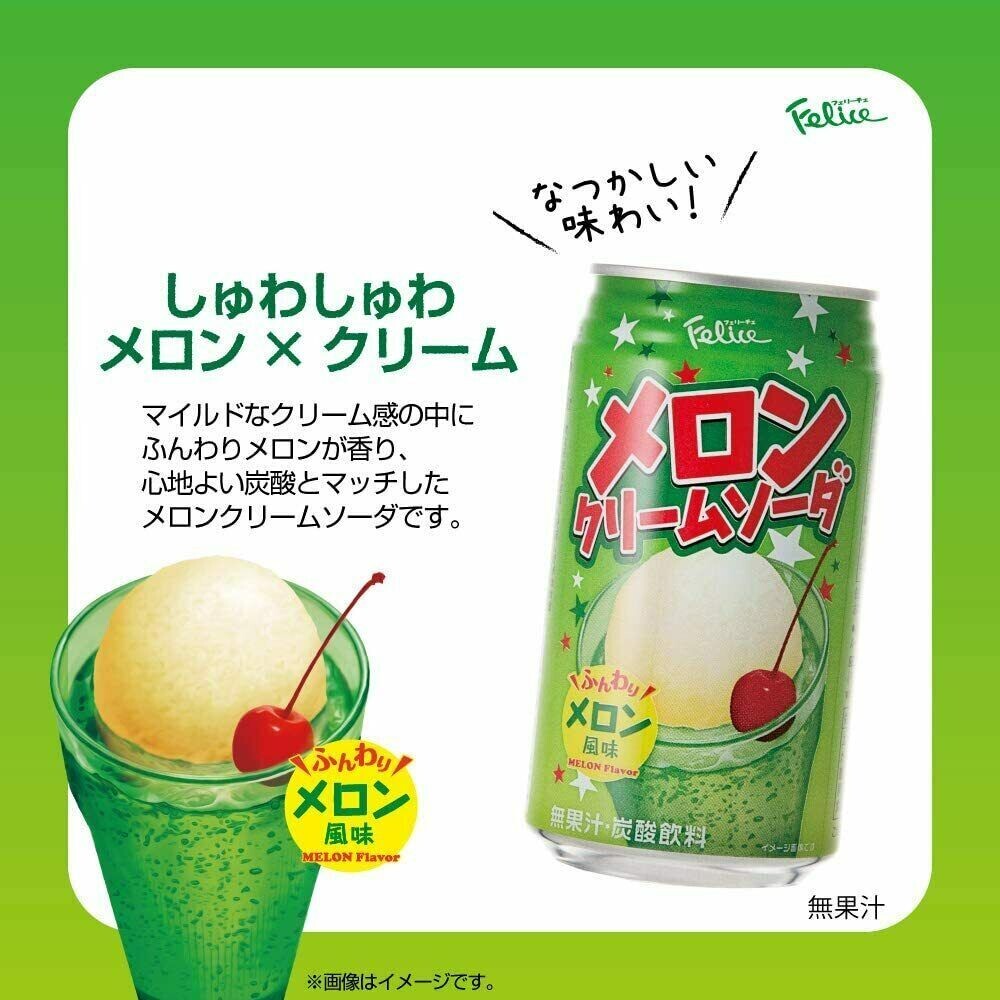 フェリーチェ
Felice
なつかしい
味わい!
しゅわしゅわ
メロン × クリーム
マイルドなクリーム感の中に
ふんわりメロンが香り、
心地よい炭酸とマッチした
メロンクリームソーダです。
ふんわり
メロン
風味
MELON Flavor
フェリーチェ
Felice
メロン
クリームソーダ
ふんわり
メロン
風味
MELON Flavor
無果汁・炭酸飲料
イメージ画像です
無果汁
※画像はイメージです。